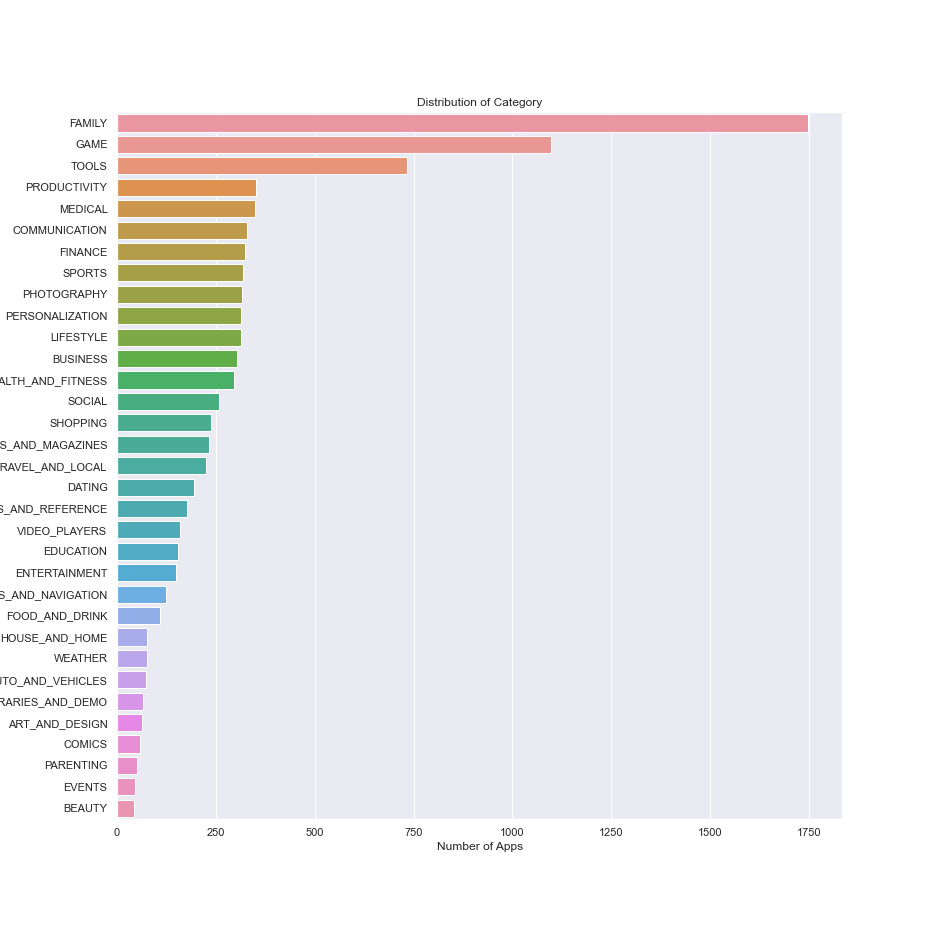 Distribution of Category
FAMILY
GAME
TOOLS
PRODUCTIVITY
MEDICAL
COMMUNICATION
FINANCE
SPORTS
PHOTOGRAPHY
PERSONALIZATION
LIFESTYLE
BUSINESS
ALTH_AND_FITNESS
SOCIAL
SHOPPING
S_AND_MAGAZINES
RAVEL_AND_LOCAL
DATING
S_AND_REFERENCE
VIDEO_PLAYERS
EDUCATION
ENTERTAINMENT
S_AND_NAVIGATION
FOOD_AND_DRINK
HOUSE_AND_HOME
WEATHER
UTO_AND_VEHICLES
RARIES_AND_DEMO
ART_AND_DESIGN
COMICS
PARENTING
EVENTS
BEAUTY
0 250 500 750 1000 1250 1500 1750
Number of Apps